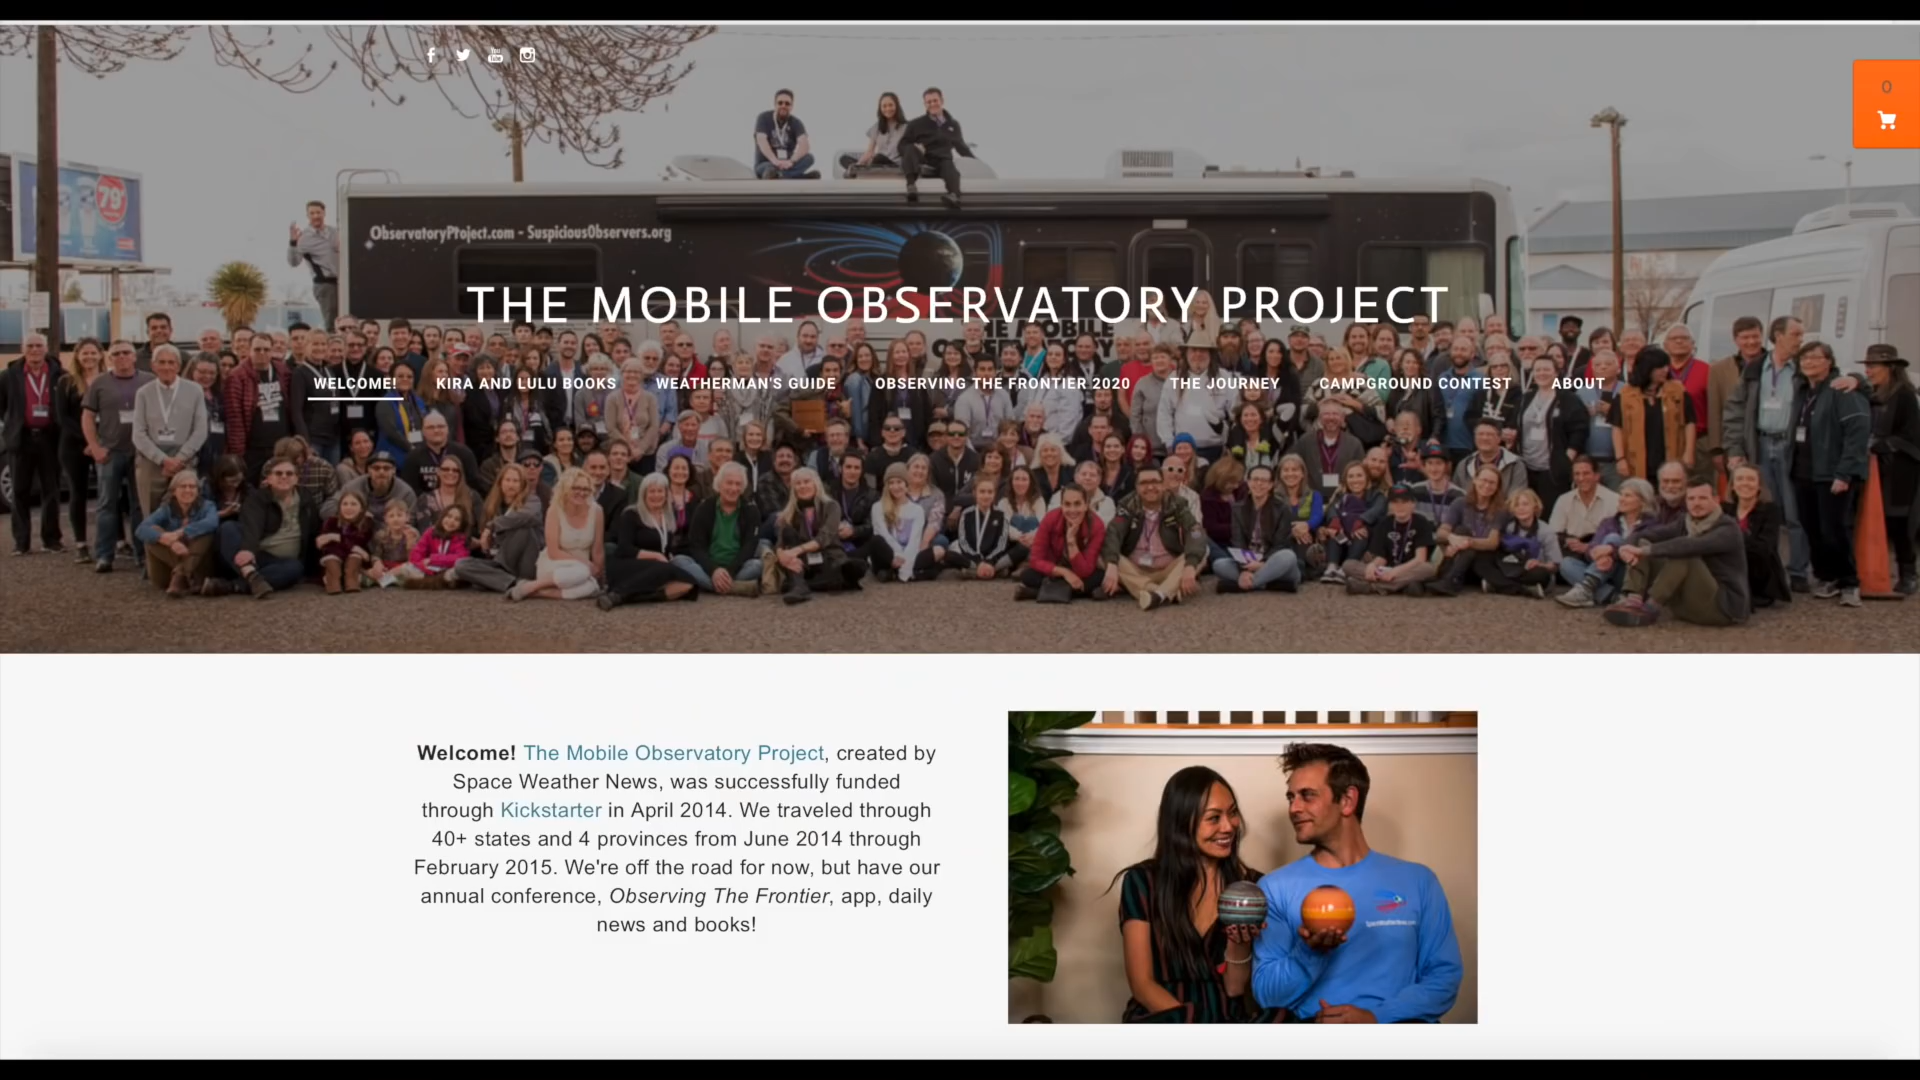 0
79¢
ObservatoryProject.com - SuspiciousObservers.org
THE MOBILE OBSERVATORY PROJECT
THE MOBILE
OBSERVATORY
WELCOME! KIRA AND LULU BOOKS WEATHERMAN'S GUIDE OBSERVING THE FRONTIER 2020 THE JOURNEY CAMPGROUND CONTEST ABOUT
Welcome! The Mobile Observatory Project, created by
Space Weather News, was successfully funded
through Kickstarter in April 2014. We traveled through
40+ states and 4 provinces from June 2014 through
February 2015. We're off the road for now, but have our
annual conference, Observing The Frontier, app, daily
news and books!